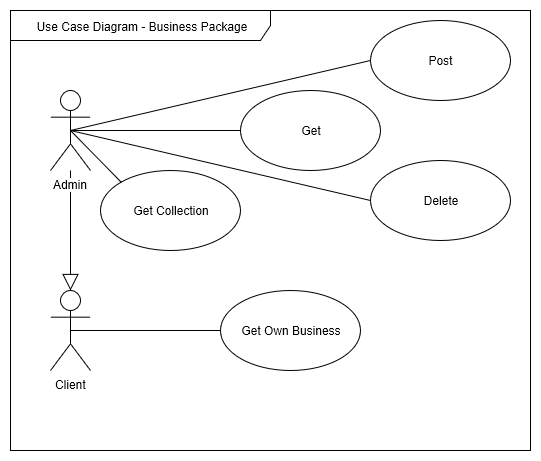 Use Case Diagram - Business Package
Post
Get
Admin
Get Collection
Delete
Get Own Business
Client